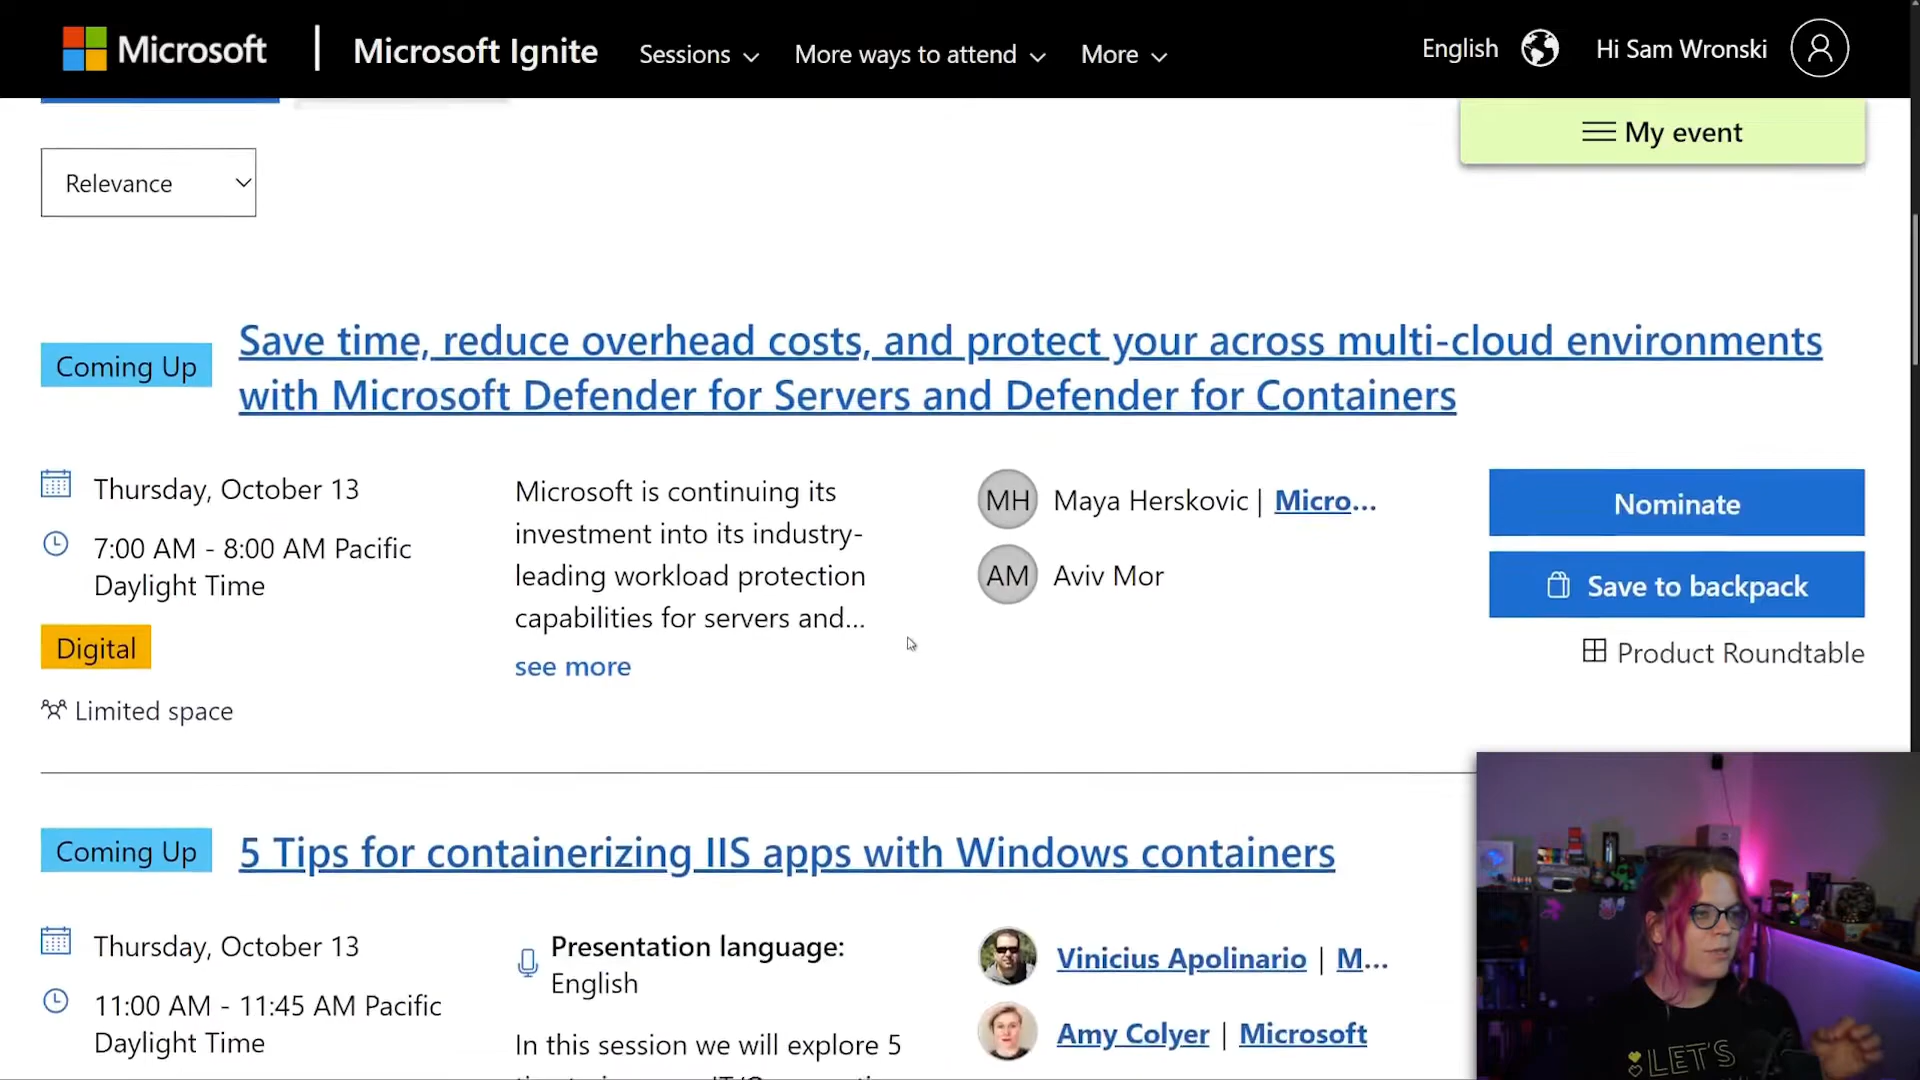 Microsoft | Microsoft Ignite Sessions More ways to attend More English Hi Sam Wronski
My event
Relevance
Coming Up
Save time, reduce overhead costs, and protect your across multi-cloud environments
with Microsoft Defender for Servers and Defender for Containers
Thursday, October 13
7:00 AM - 8:00 AM Pacific
Daylight Time
Digital
Limited space
Microsoft is continuing its
investment into its industry-
leading workload protection
capabilities for servers and...
see more
MH Maya Herskovic | Micro...
AM Aviv Mor
Nominate
Save to backpack
Product Roundtable
Coming Up
5 Tips for containerizing IIS apps with Windows containers
Thursday, October 13
11:00 AM - 11:45 AM Pacific
Daylight Time
Presentation language:
English
In this session we will explore 5
Vinicius Apolinario | M...
Amy Colyer | Microsoft
LET'S